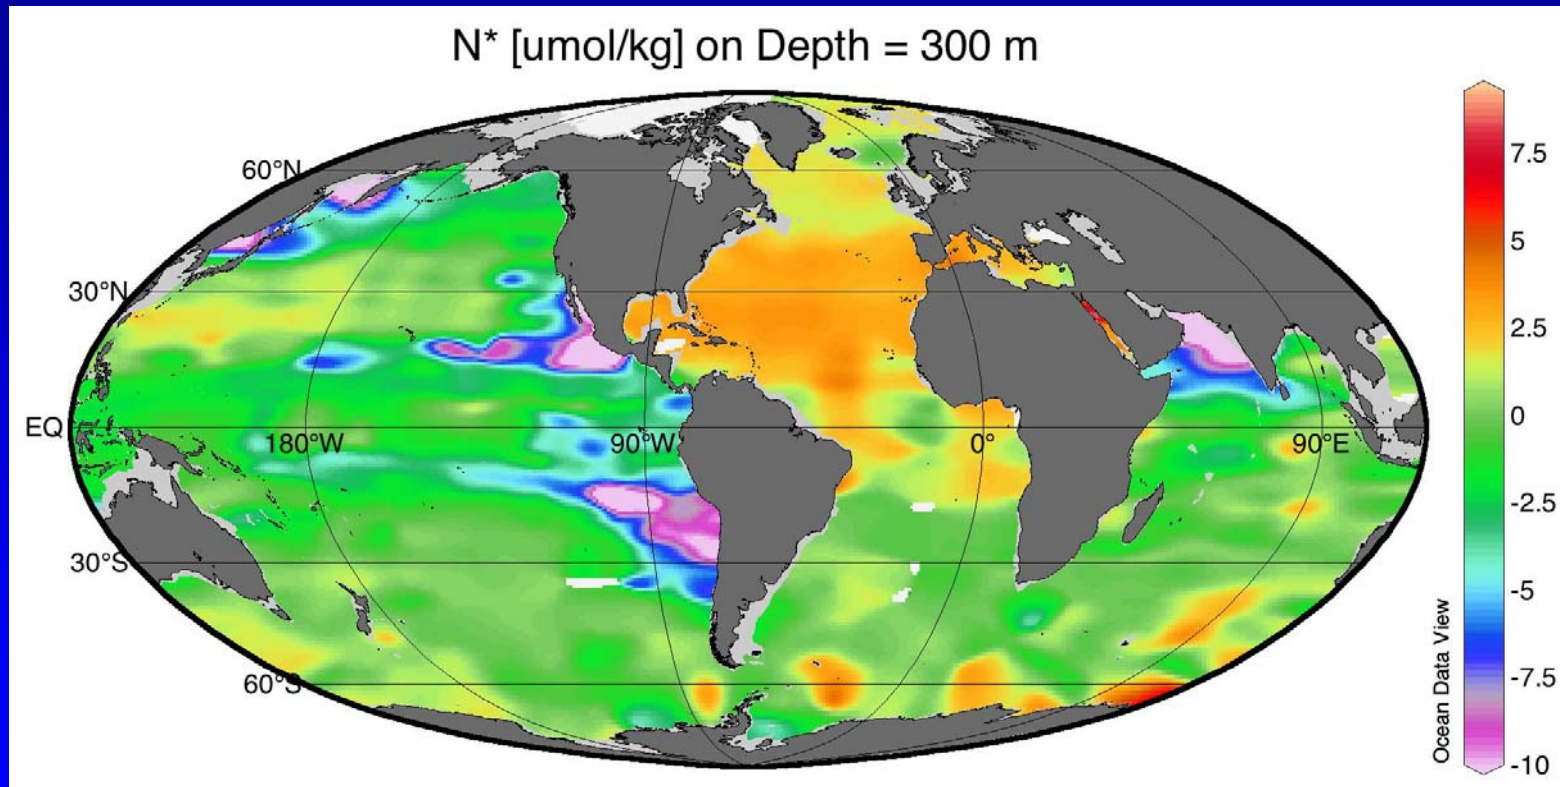 N* [umol/kg] on Depth = 300 m
60°N
30°N
EQ
180°W
90°W
0°
90°E
30°S
60°S
7.5
5
2.5
0
-2.5
-5
-7.5
-10
Ocean Data View